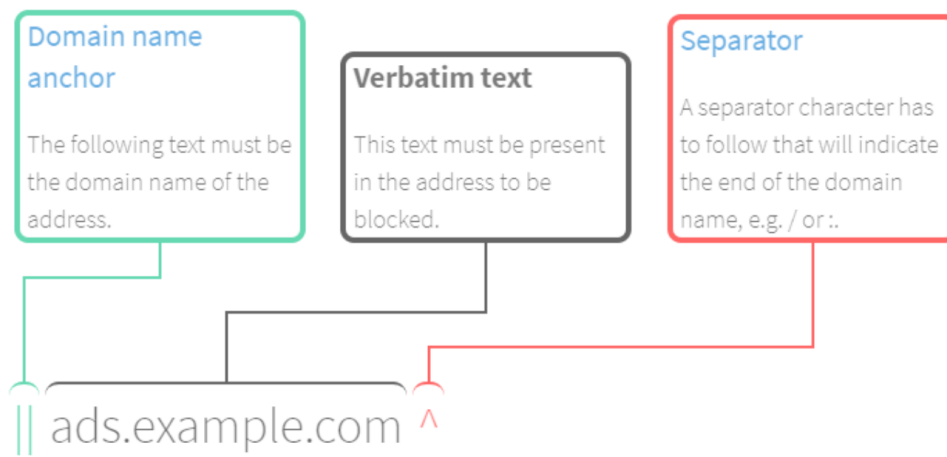 Domain name
anchor
The following text must be
the domain name of the
address.
Verbatim text
This text must be present
in the address to be
blocked.
Separator
A separator character has
to follow that will indicate
the end of the domain
name, e.g. / or :.
|| ads.example.com ^